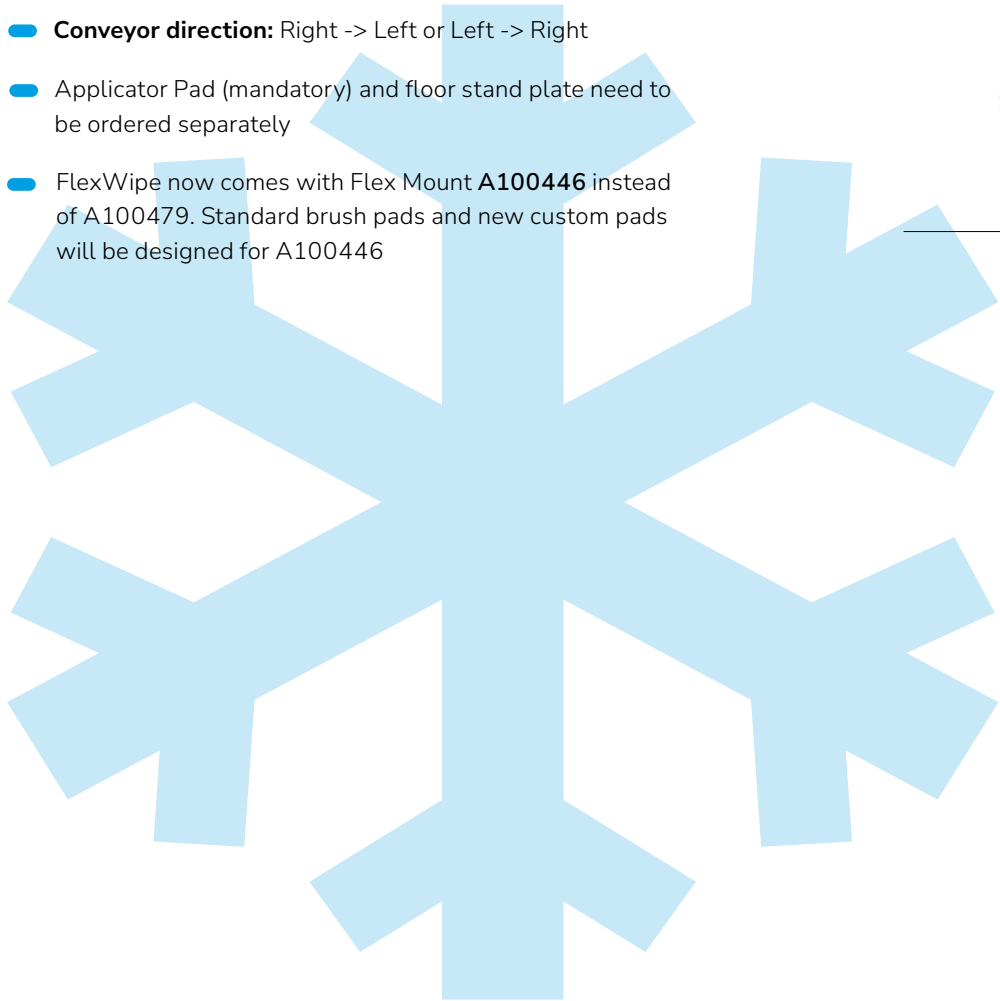 Conveyor direction: Right -> Left or Left -> Right
Applicator Pad (mandatory) and floor stand plate need to
be ordered separately
FlexWipe now comes with Flex Mount A100446 instead
of A100479. Standard brush pads and new custom pads
will be designed for A100446